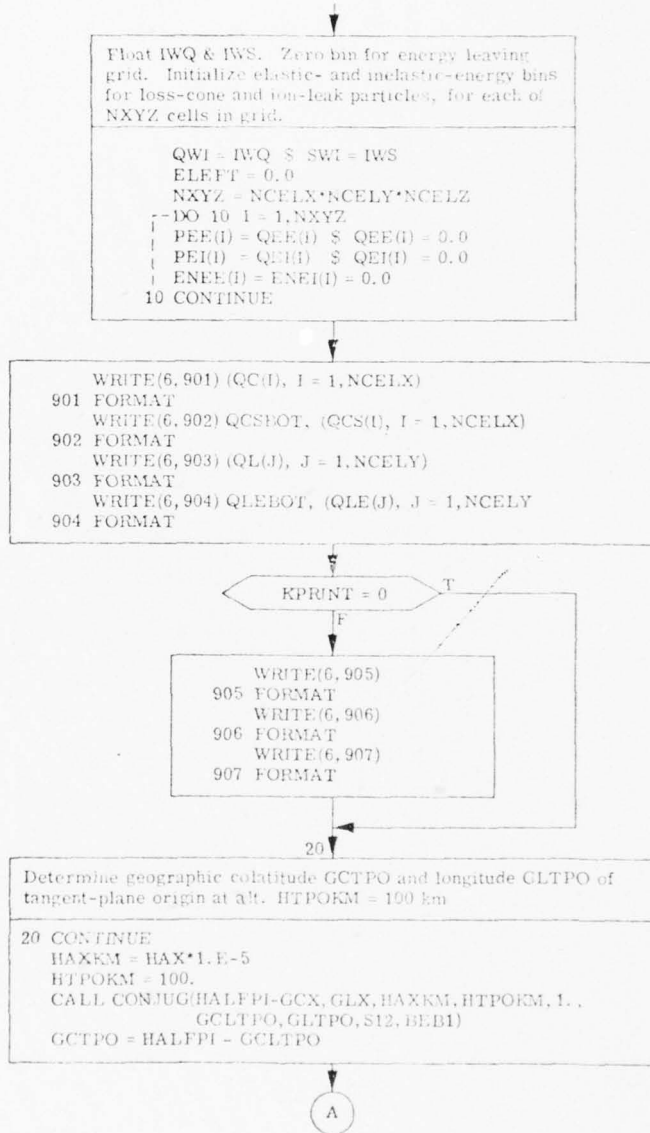 Float IWQ & IWS. Zero bin for energy leaving
grid. Initialize elastic- and inelastic-energy bins
for loss-cone and ion-leak particles, for each of
NXYZ cells in grid.
QWI = IWQ $ SWI = IWS
ELEFT = 0.0
NXYZ = NCELX*NCELY*NCELZ
DO 10 I = 1,NXYZ
PEE(I) = QEE(I) $ QEE(I) = 0.0
PEI(I) = QEI(I) $ QEI(I) = 0.0
ENEE(I) = ENEI(I) = 0.0
10 CONTINUE
WRITE(6,901) (QC(I), I = 1,NCELX)
901 FORMAT
WRITE(6,902) QCSBOT, (QCS(I), I = 1,NCELX)
902 FORMAT
WRITE(6,903) (QL(J), J = 1,NCELY)
903 FORMAT
WRITE(6,904) QLEBOT, (QLE(J), J = 1,NCELY
904 FORMAT
KPRINT = 0
T
F
WRITE(6,905)
905 FORMAT
WRITE(6,906)
906 FORMAT
WRITE(6,907)
907 FORMAT
20
Determine geographic colatitude GCTPO and longitude GLTPO of
tangent-plane origin at alt. HTPOKM = 100 km
20 CONTINUE
HAXKM = HAX*1.E-5
HTPOKM = 100.
CALL CONJUG(HALFPI-GCX, GLX, HAXKM, HTPOKM, 1.,
GCLTPO, GLTPO, S12, BEB1)
GCTPO = HALFPI - GCLTPO
A